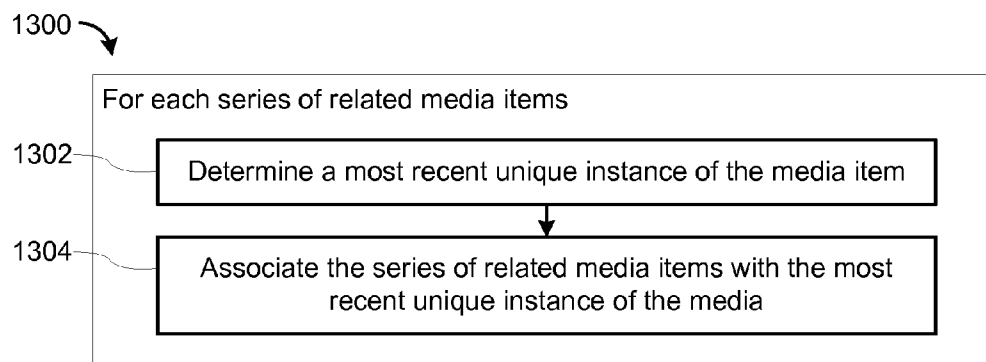 1300
For each series of related media items
1302
Determine a most recent unique instance of the media item
1304
Associate the series of related media items with the most
recent unique instance of the media